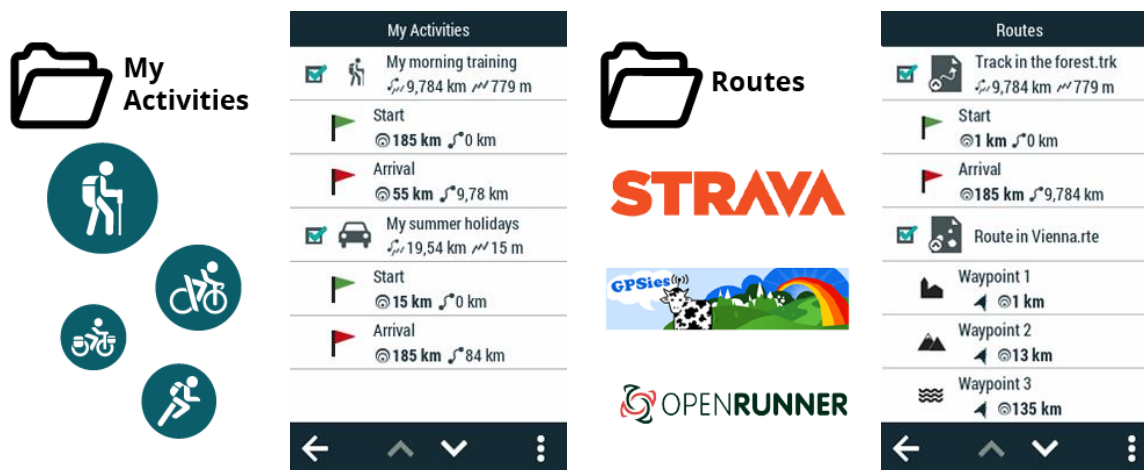 My
Activities
My Activities
My morning training
9,784 km 779 m
Start
185 km 0 km
Arrival
55 km 9,78 km
My summer holidays
19,54 km 15 m
Start
15 km 0 km
Arrival
185 km 84 km
Routes
STRAVA
GPSies
OPENRUNNER
Routes
Track in the forest.trk
9,784 km 779 m
Start
1 km 0 km
Arrival
185 km 9,784 km
Route in Vienna.rte
Waypoint 1
1 km
Waypoint 2
13 km
Waypoint 3
135 km